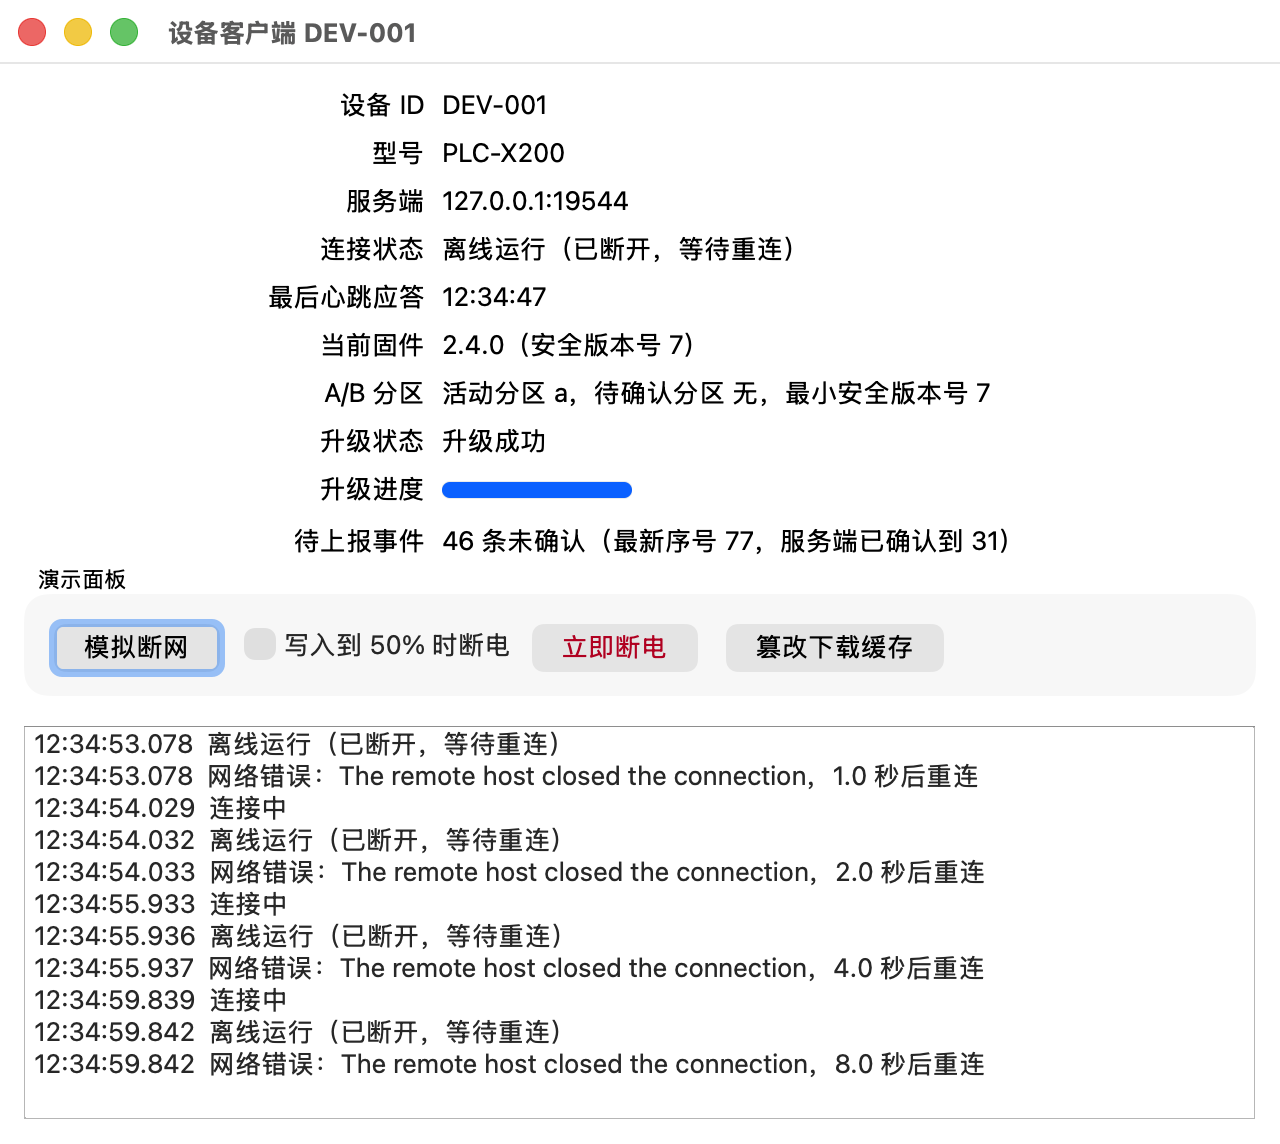 设备客户端 DEV-001
设备 ID DEV-001
型号 PLC-X200
服务端 127.0.0.1:19544
连接状态 离线运行（已断开，等待重连）
最后心跳应答 12:34:47
当前固件 2.4.0（安全版本号 7）
A/B 分区 活动分区 a，待确认分区 无，最小安全版本号 7
升级状态 升级成功
升级进度
待上报事件 46 条未确认（最新序号 77，服务端已确认到 31）
演示面板
模拟断网 写入到 50% 时断电 立即断电 篡改下载缓存
12:34:53.078 离线运行（已断开，等待重连）
12:34:53.078 网络错误：The remote host closed the connection，1.0 秒后重连
12:34:54.029 连接中
12:34:54.032 离线运行（已断开，等待重连）
12:34:54.033 网络错误：The remote host closed the connection，2.0 秒后重连
12:34:55.933 连接中
12:34:55.936 离线运行（已断开，等待重连）
12:34:55.937 网络错误：The remote host closed the connection，4.0 秒后重连
12:34:59.839 连接中
12:34:59.842 离线运行（已断开，等待重连）
12:34:59.842 网络错误：The remote host closed the connection，8.0 秒后重连